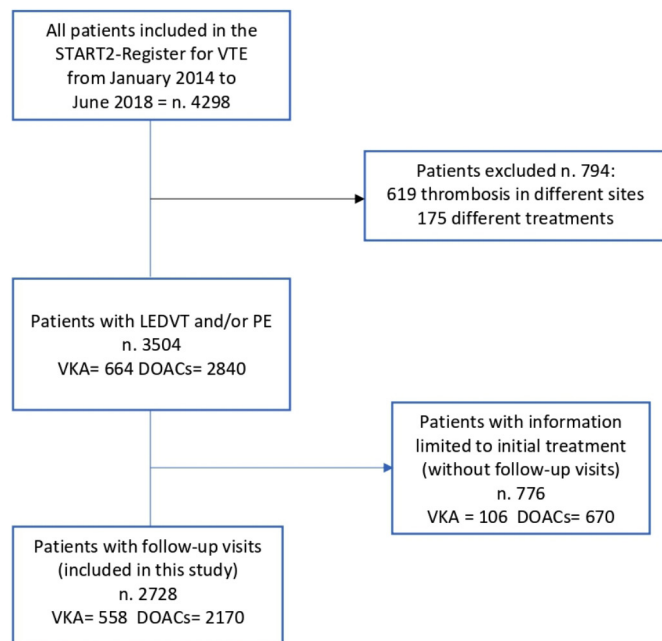 All patients included in the
START2-Register for VTE
from January 2014 to
June 2018 = n. 4298
Patients excluded n. 794:
619 thrombosis in different sites
175 different treatments
Patients with LEDVT and/or PE
n. 3504
VKA= 664 DOACs= 2840
Patients with information
limited to initial treatment
(without follow-up visits)
n. 776
VKA = 106 DOACs= 670
Patients with follow-up visits
(included in this study)
n. 2728
VKA= 558 DOACs= 2170